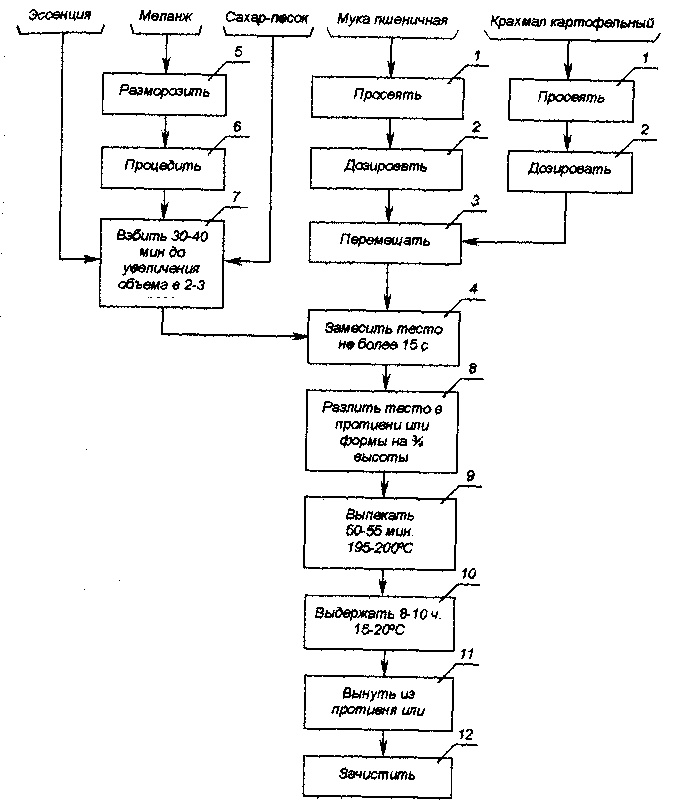 Эссенция
Меланж
Сахар-песок
Мука пшеничная
Крахмал картофельный
5
Разморозить
1
Просеять
1
Просеять
6
Процедить
2
Дозировать
2
Дозировать
7
Взбить 30-40
мин до
увеличения
объема в 2-3
3
Перемешать
4
Замесить тесто
не более 15 с
8
Разлить тесто в
противни или
формы на ¾
высоты
9
Выпекать
50-55 мин.
195-200ºС
10
Выдержать 8-10 ч.
15-20ºС
11
Вынуть из
противня или
12
Зачистить